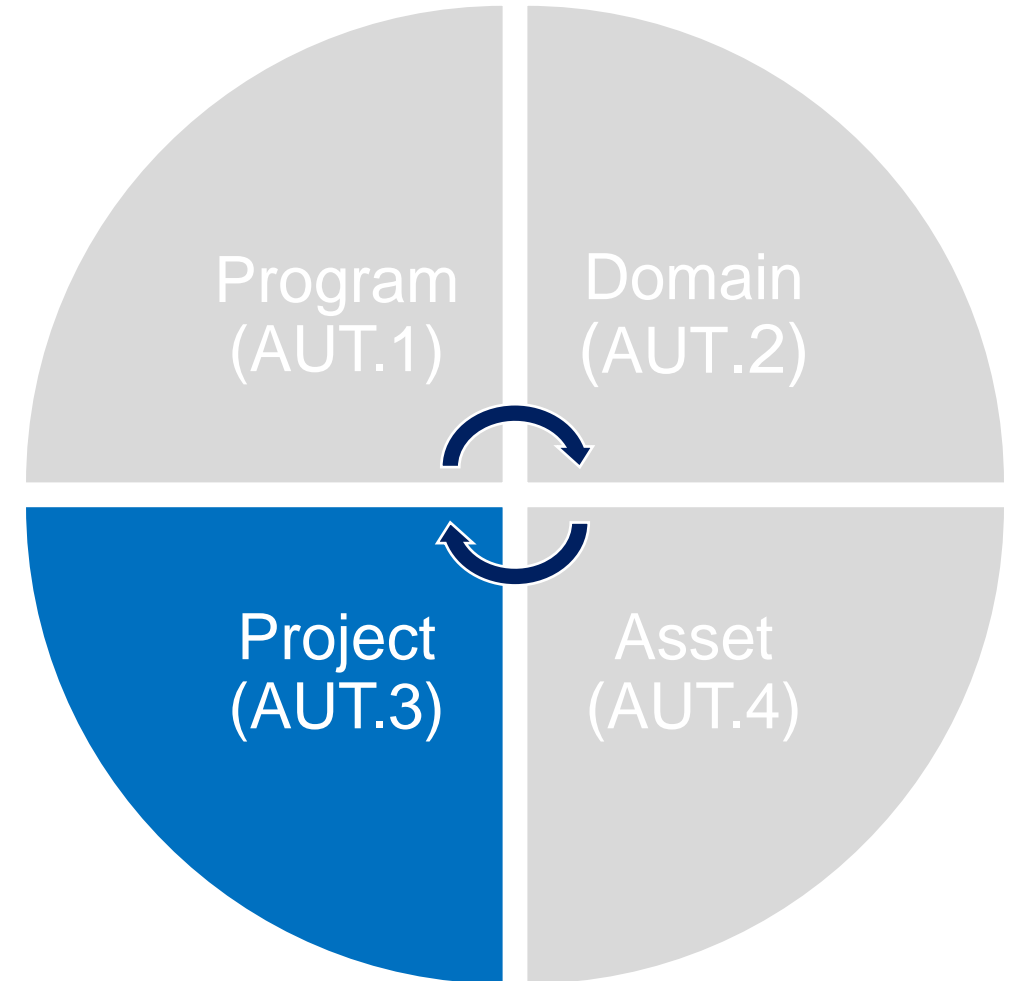 Program
(AUT.1)
Domain
(AUT.2)
Project
(AUT.3)
Asset
(AUT.4)